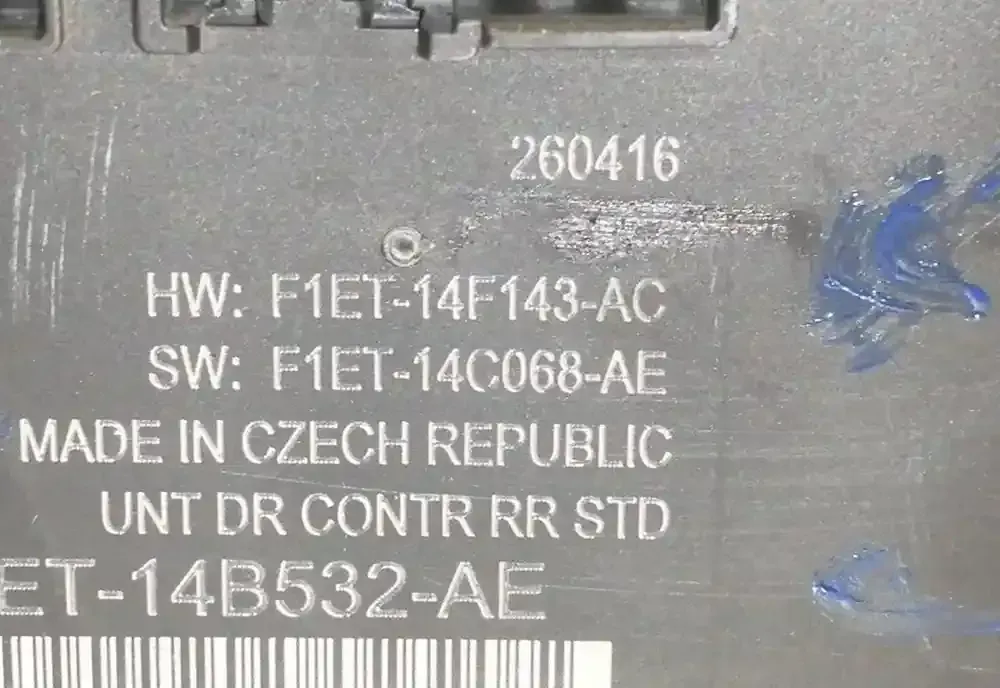 260416
HW: F1ET-14F143-AC
SW: F1ET-14C068-AE
MADE IN CZECH REPUBLIC
UNT DR CONTR RR STD
ET-14B532-AE